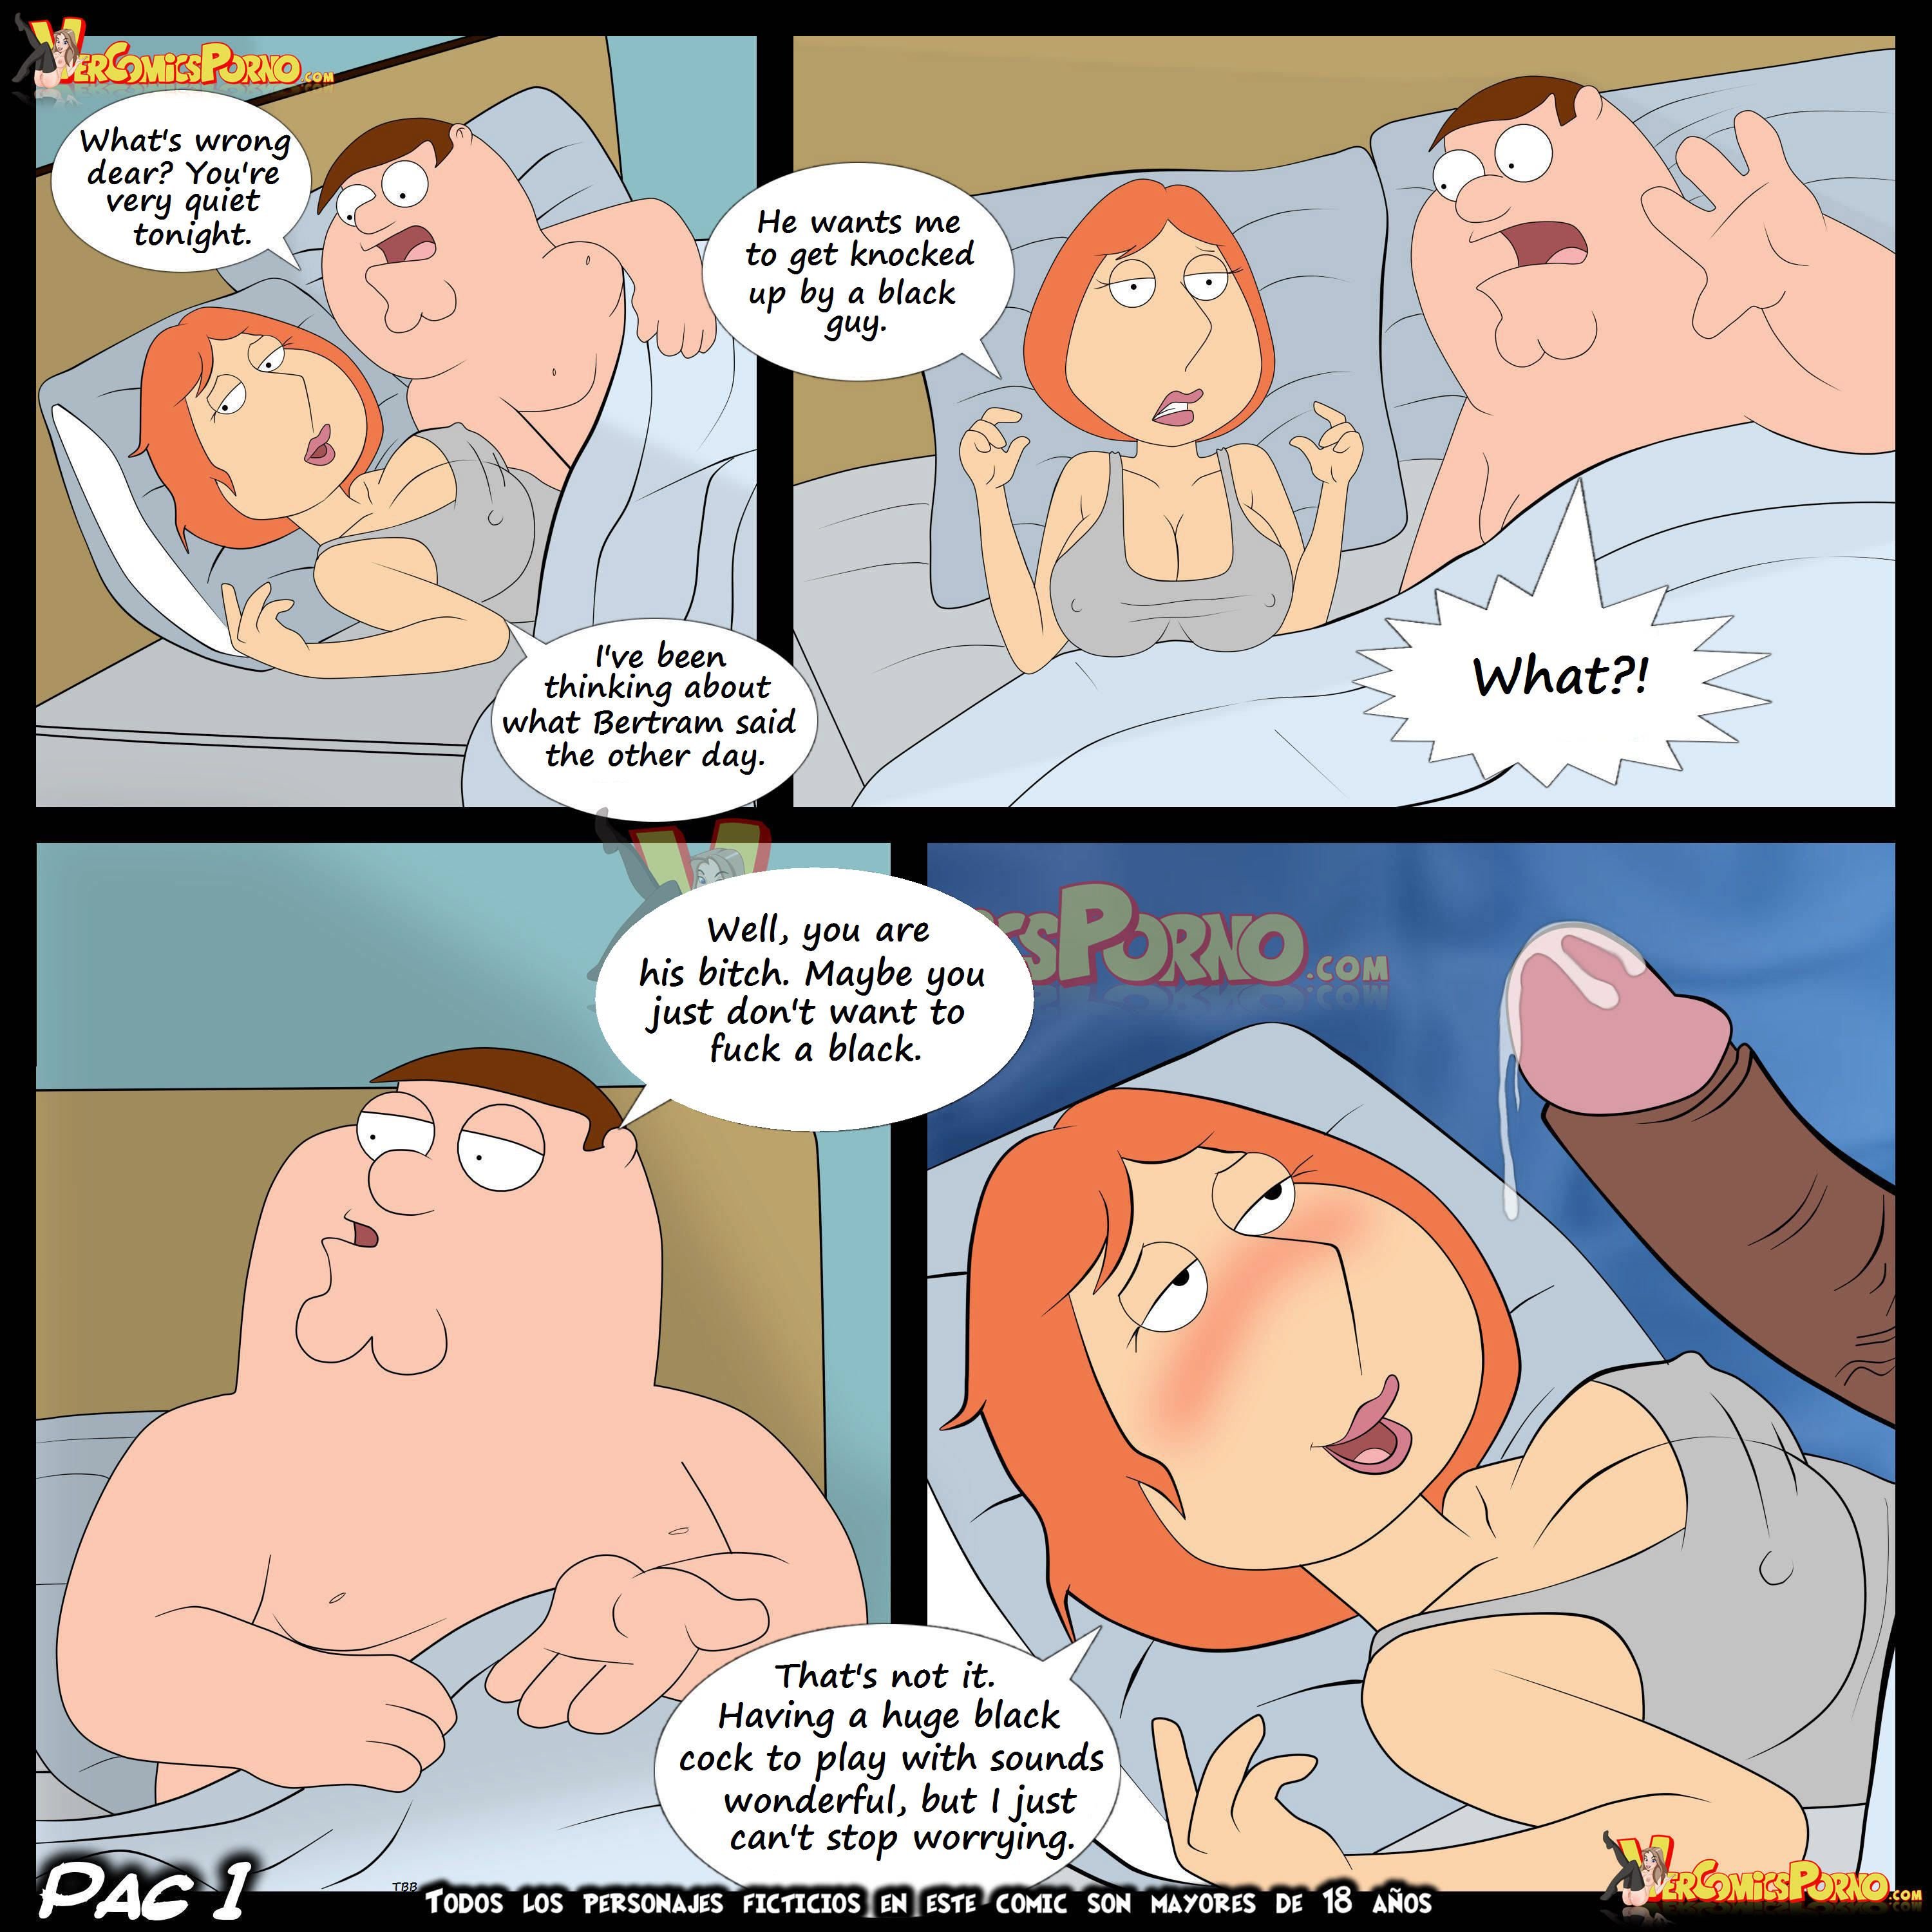 VerComicsPorno.com
What's wrong
dear? You're
very quiet
tonight.
I've been
thinking about
what Bertram said
the other day.
He wants me
to get knocked
up by a black
guy.
What?!
Well, you are
his bitch. Maybe you
just don't want to
fuck a black.
csPorno.com
That's not it.
Having a huge black
cock to play with sounds
wonderful, but I just
can't stop worrying.
Pag 1
TBB
Todos los personajes ficticios en este comic son mayores de 18 años
VerComicsPorno.com